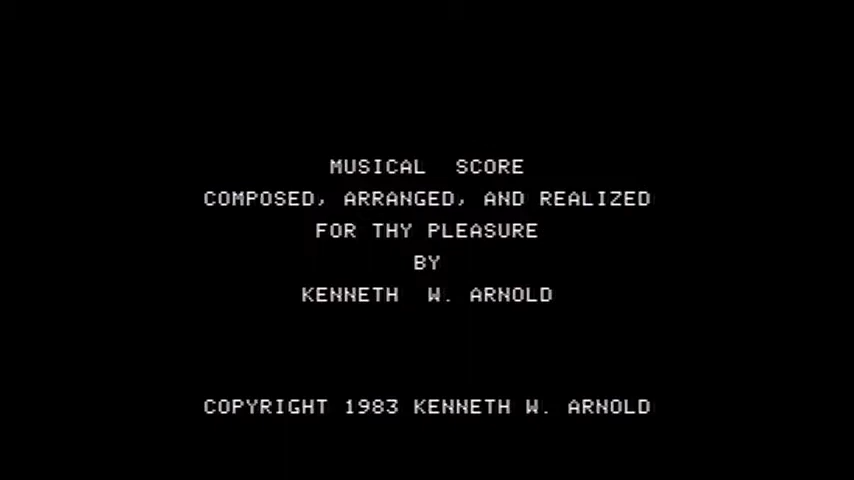 MUSICAL  SCORE
COMPOSED, ARRANGED, AND REALIZED
FOR THY PLEASURE
BY
KENNETH  W. ARNOLD
COPYRIGHT 1983 KENNETH W. ARNOLD